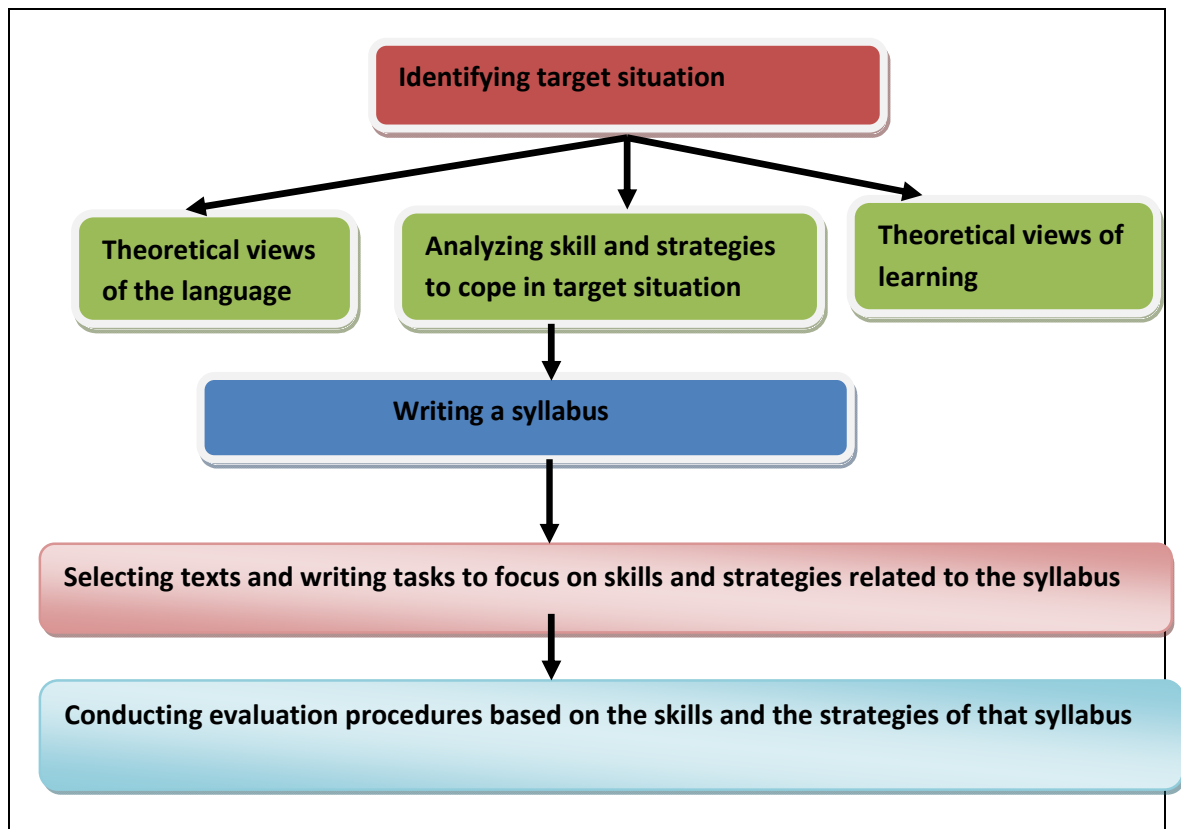 Identifying target situation
Theoretical views
of the language
Analyzing skill and strategies
to cope in target situation
Theoretical views of
learning
Writing a syllabus
Selecting texts and writing tasks to focus on skills and strategies related to the syllabus
Conducting evaluation procedures based on the skills and the strategies of that syllabus